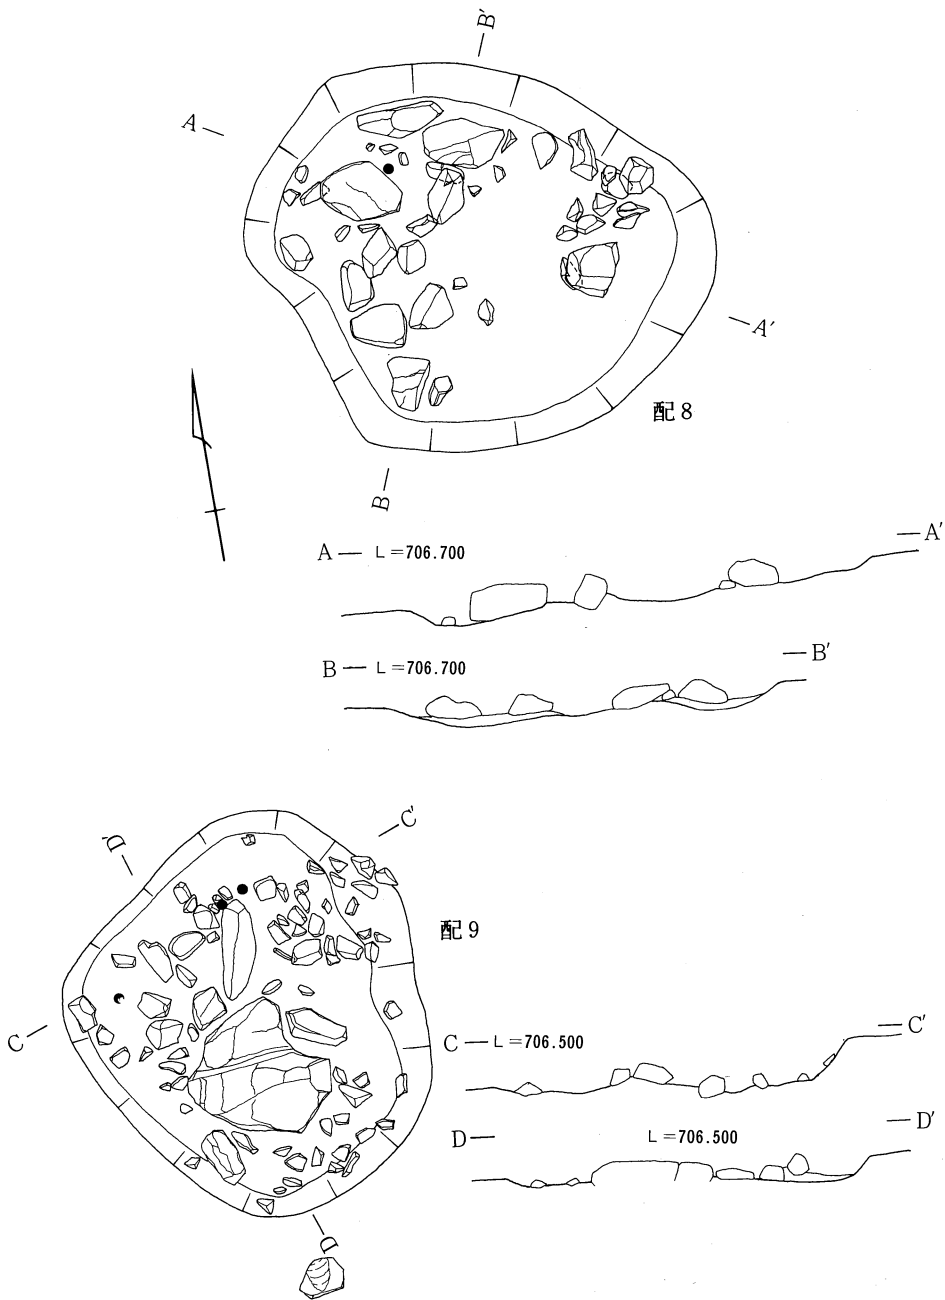 B′
A
A′
配8
B
A L=706.700 A′
B L=706.700 B′
C′
D′
配9
C
C L=706.500 C′
D L=706.500 D′
D